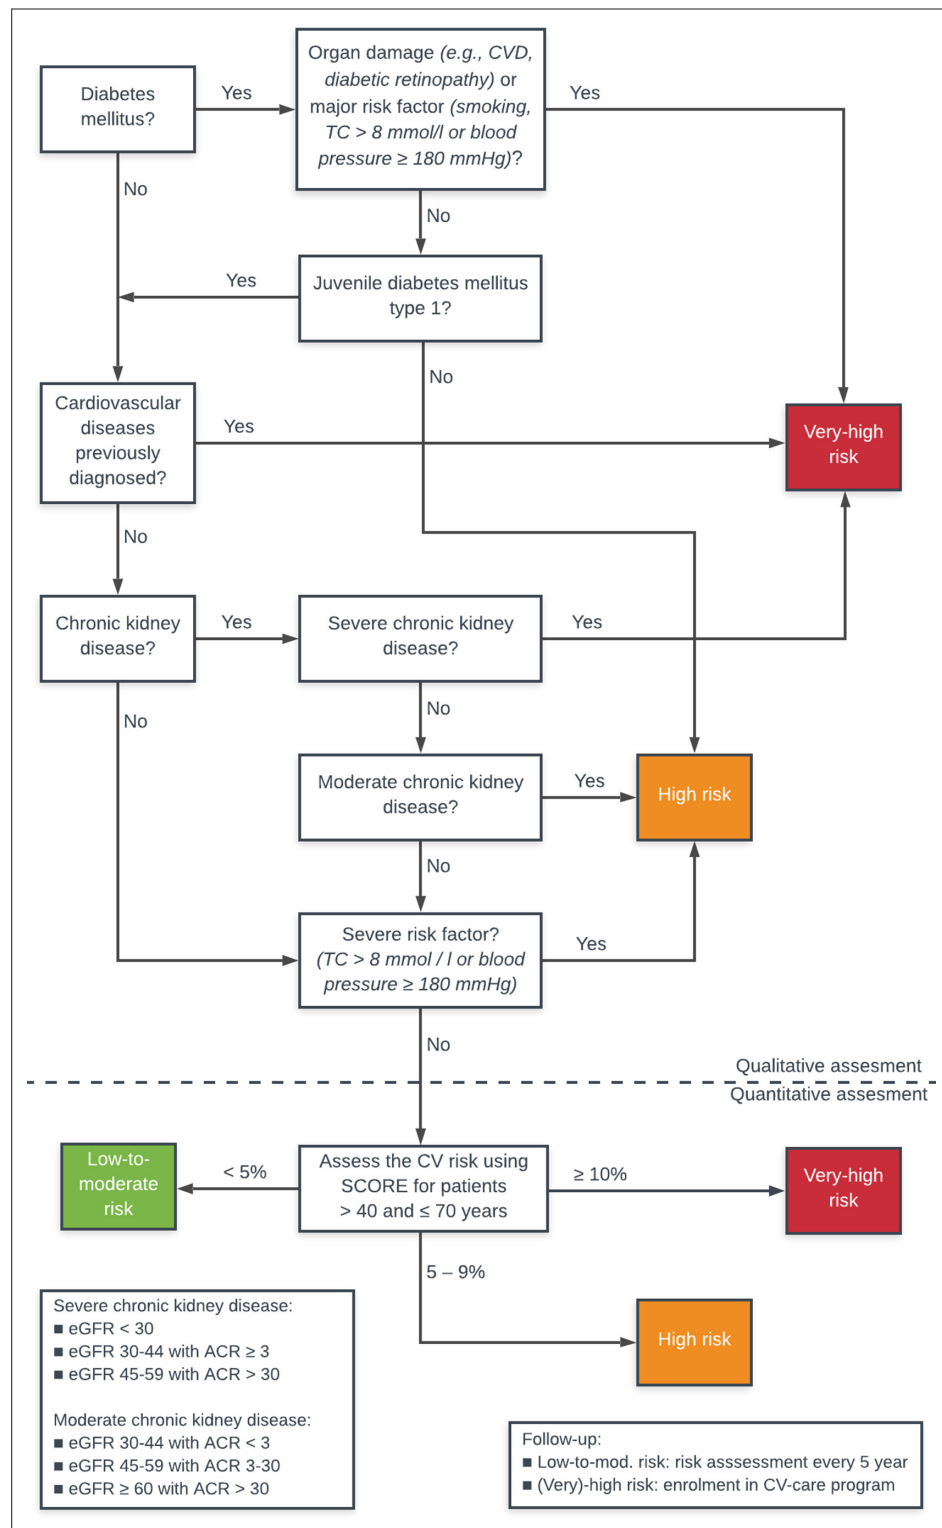 Diabetes
mellitus?
Yes
Organ damage (e.g., CVD,
diabetic retinopathy) or
major risk factor (smoking,
TC > 8 mmol/l or blood
pressure ≥ 180 mmHg)?
Yes
No
No
Yes
Juvenile diabetes mellitus
type 1?
No
Cardiovascular
diseases
previously
diagnosed?
Yes
Very-high
risk
No
Chronic kidney
disease?
Yes
Severe chronic kidney
disease?
Yes
No
No
Moderate chronic kidney
disease?
Yes
High risk
No
Severe risk factor?
(TC > 8 mmol / l or blood
pressure ≥ 180 mmHg)
Yes
No
Qualitative assesment
Quantitative assesment
Low-to-
moderate
risk
< 5%
Assess the CV risk using
SCORE for patients
> 40 and ≤ 70 years
≥ 10%
Very-high
risk
5 – 9%
High risk
Severe chronic kidney disease:
■ eGFR < 30
■ eGFR 30-44 with ACR ≥ 3
■ eGFR 45-59 with ACR > 30
Moderate chronic kidney disease:
■ eGFR 30-44 with ACR < 3
■ eGFR 45-59 with ACR 3-30
■ eGFR ≥ 60 with ACR > 30
Follow-up:
■ Low-to-mod. risk: risk asssessment every 5 year
■ (Very)-high risk: enrolment in CV-care program